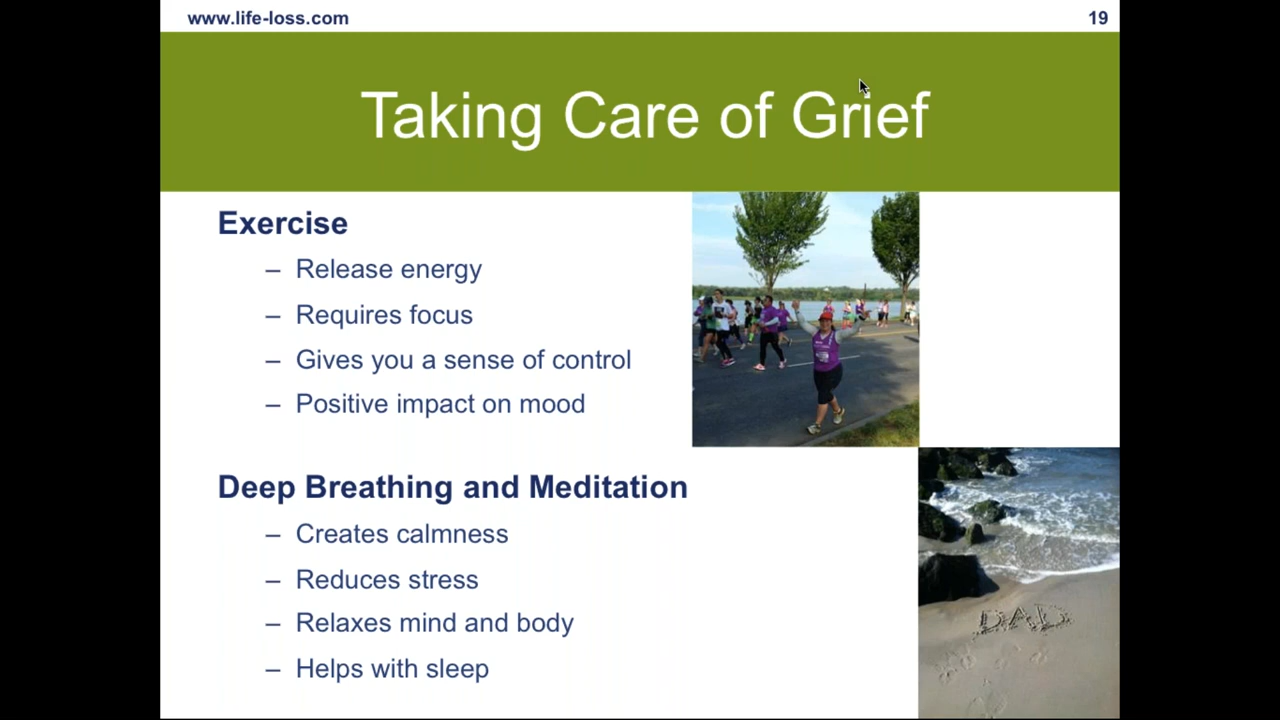 www.life-loss.com
19
Taking Care of Grief
Exercise
– Release energy
– Requires focus
– Gives you a sense of control
– Positive impact on mood
Deep Breathing and Meditation
– Creates calmness
– Reduces stress
– Relaxes mind and body
– Helps with sleep
DAD